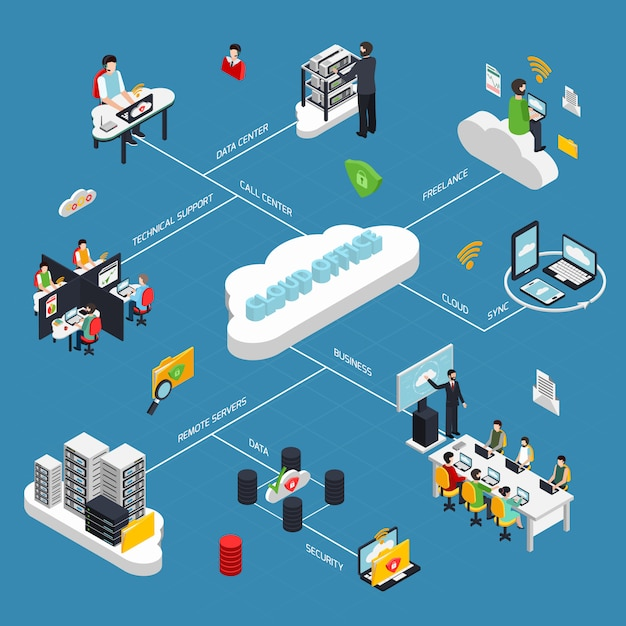 DATA CENTER
CALL CENTER
TECHNICAL SUPPORT
FREELANCE
CLOUD OFFICE
CLOUD
SYNC
BUSINESS
REMOTE SERVERS
DATA
SECURITY